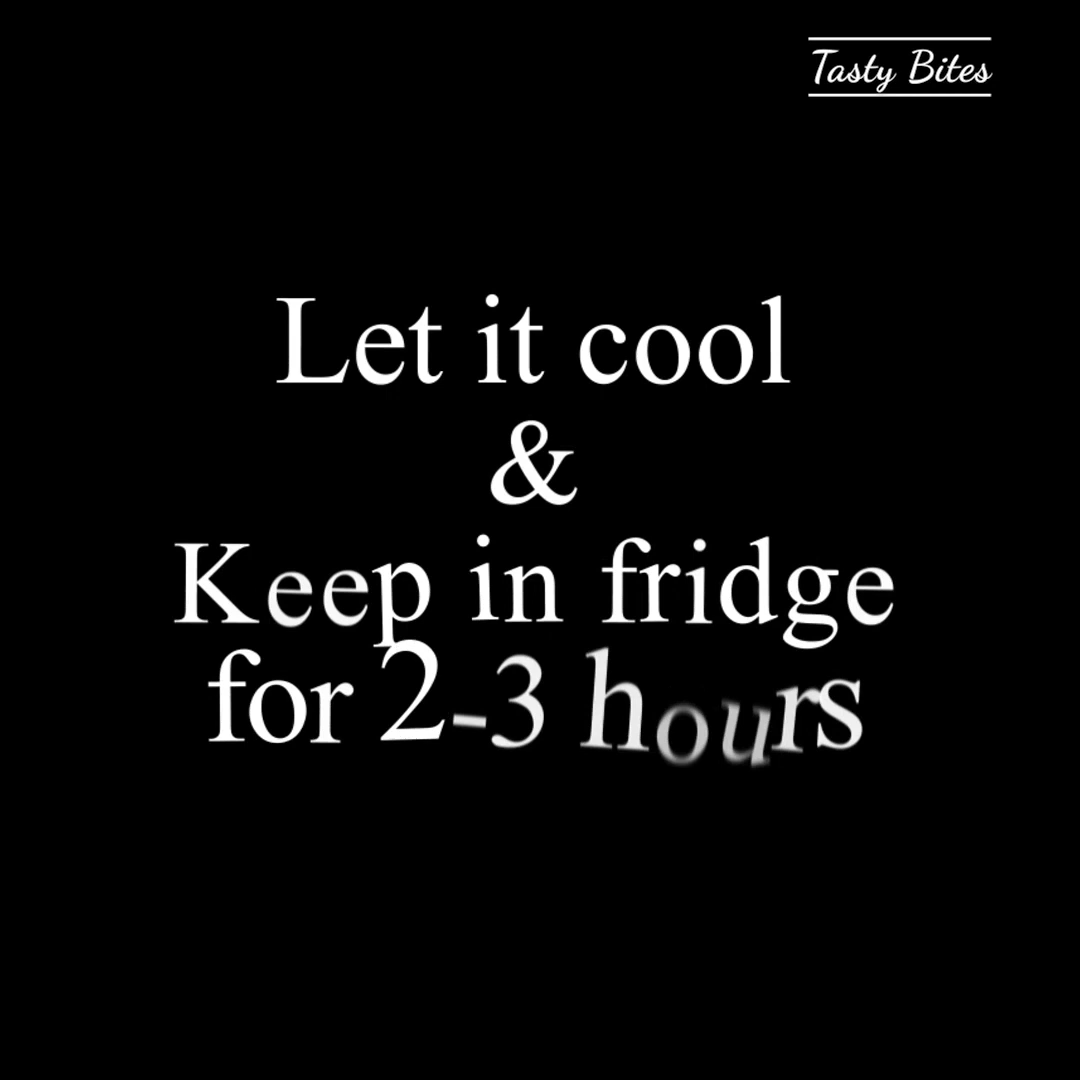 Tasty Bites
Let it cool
&
Keep in fridge
for 2-3 hours